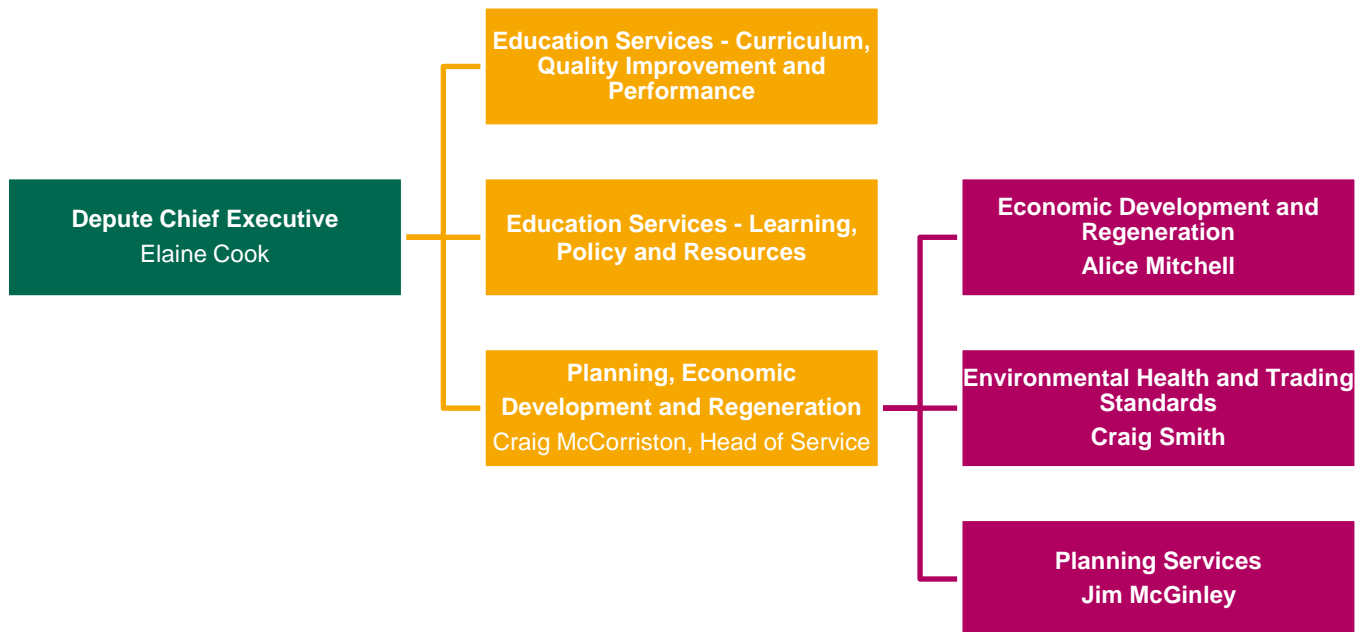 Education Services - Curriculum,
Quality Improvement and
Performance
Depute Chief Executive
Elaine Cook
Education Services - Learning,
Policy and Resources
Economic Development and
Regeneration
Alice Mitchell
Planning, Economic
Development and Regeneration
Craig McCorriston, Head of Service
Environmental Health and Trading
Standards
Craig Smith
Planning Services
Jim McGinley